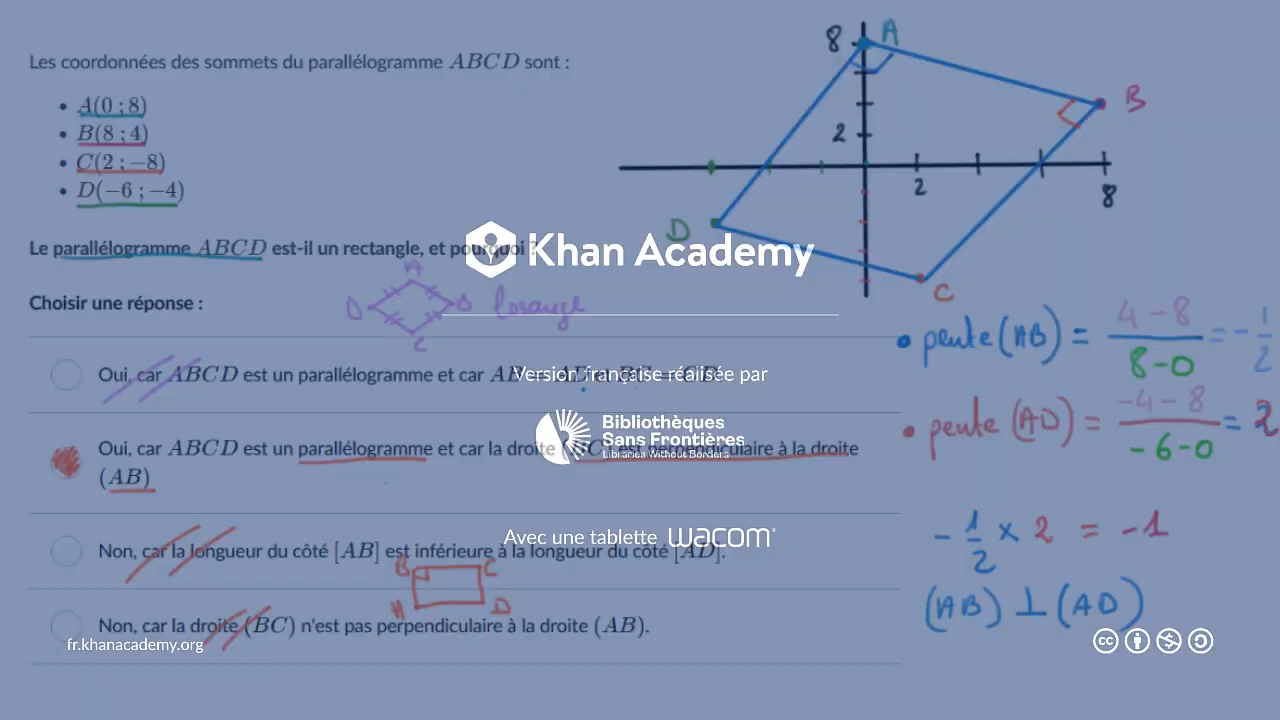 Les coordonnées des sommets du parallélogramme ABCD sont :
• A(0 ; 8)
• B(8 ; 4)
• C(2 ; −8)
• D(−6 ; −4)
Le parallélogramme ABCD est-il un rectangle, et pourquoi ?
Choisir une réponse :
A
D B losange
C
Oui, car ABCD est un parallélogramme et car
Oui, car ABCD est un parallélogramme et car la droite (BC) est perpendiculaire à la droite
(AB)
Non, car la longueur du côté [AB] est inférieure à la longueur du côté [AD].
B C
A D
Non, car la droite (BC) n'est pas perpendiculaire à la droite (AB).
8 A
B
2
2
8
D
C
• pente (AB) = 4 − 8 / 8 − 0 = − 1/2
• pente (AD) = −4 − 8 / −6 − 0 = 2
− 1/2 × 2 = −1
(AB) ⊥ (AD)
Khan Academy
Version française réalisée par
Bibliothèques
Sans Frontières
Libraries Without Borders
Avec une tablette wacom
fr.khanacademy.org
cc